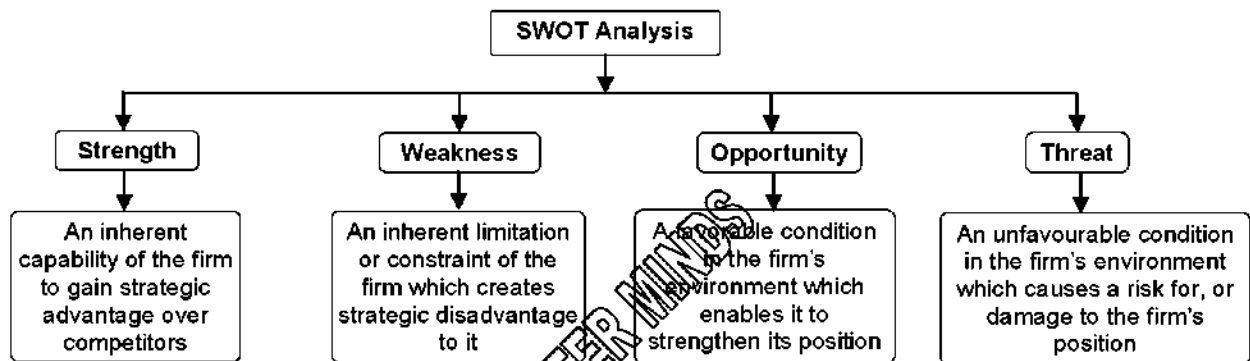 SWOT Analysis
Strength
Weakness
Opportunity
Threat
An inherent
capability of the firm
to gain strategic
advantage over
competitors
An inherent limitation
or constraint of the
firm which creates
strategic disadvantage
to it
A favorable condition
in the firm's
environment which
enables it to
strengthen its position
An unfavourable condition
in the firm's environment
which causes a risk for, or
damage to the firm's
position
MINDS